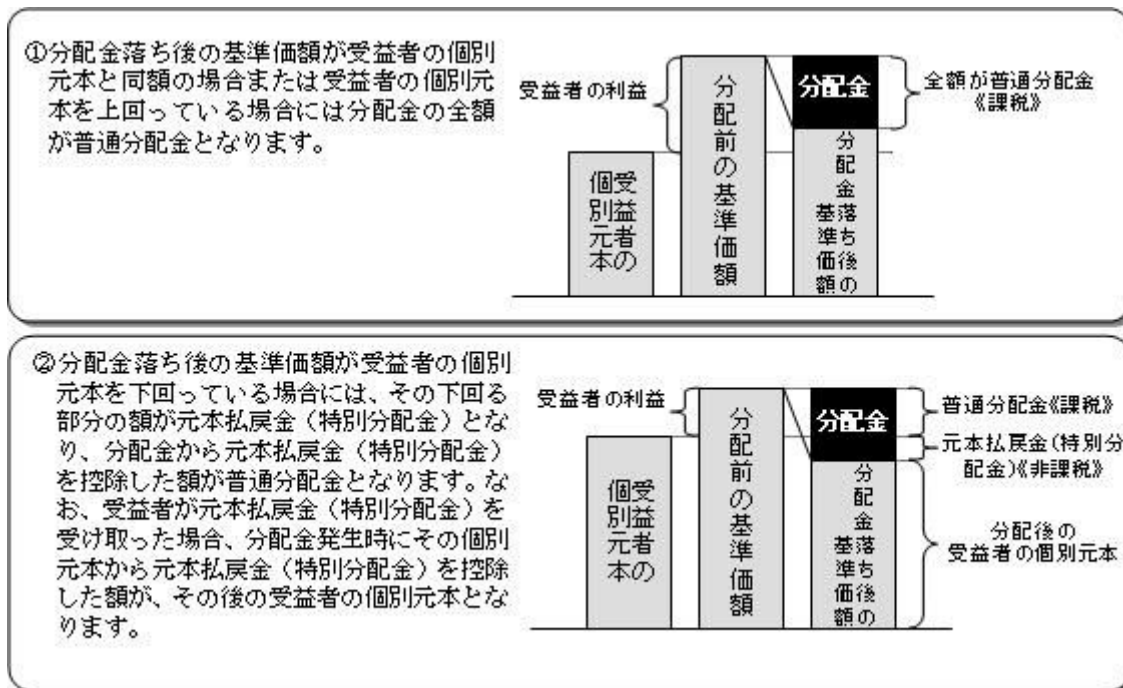 ①分配金落ち後の基準価額が受益者の個別
元本と同額の場合または受益者の個別元
本を上回っている場合には分配金の全額
が普通分配金となります。
受益者の利益
受益者の
個別元本
分配前の基準価額
分配金
分配金落ち後の
基準価額
全額が普通分配金
《課税》
②分配金落ち後の基準価額が受益者の個別
元本を下回っている場合には、その下回る
部分の額が元本払戻金（特別分配金）とな
り、分配金から元本払戻金（特別分配金）
を控除した額が普通分配金となります。な
お、受益者が元本払戻金（特別分配金）を
受け取った場合、分配金発生時にその個別
元本から元本払戻金（特別分配金）を控除
した額が、その後の受益者の個別元本とな
ります。
受益者の利益
受益者の
個別元本
分配前の基準価額
分配金
分配金落ち後の
基準価額
普通分配金《課税》
元本払戻金(特別分
配金)《非課税》
分配後の
受益者の個別元本